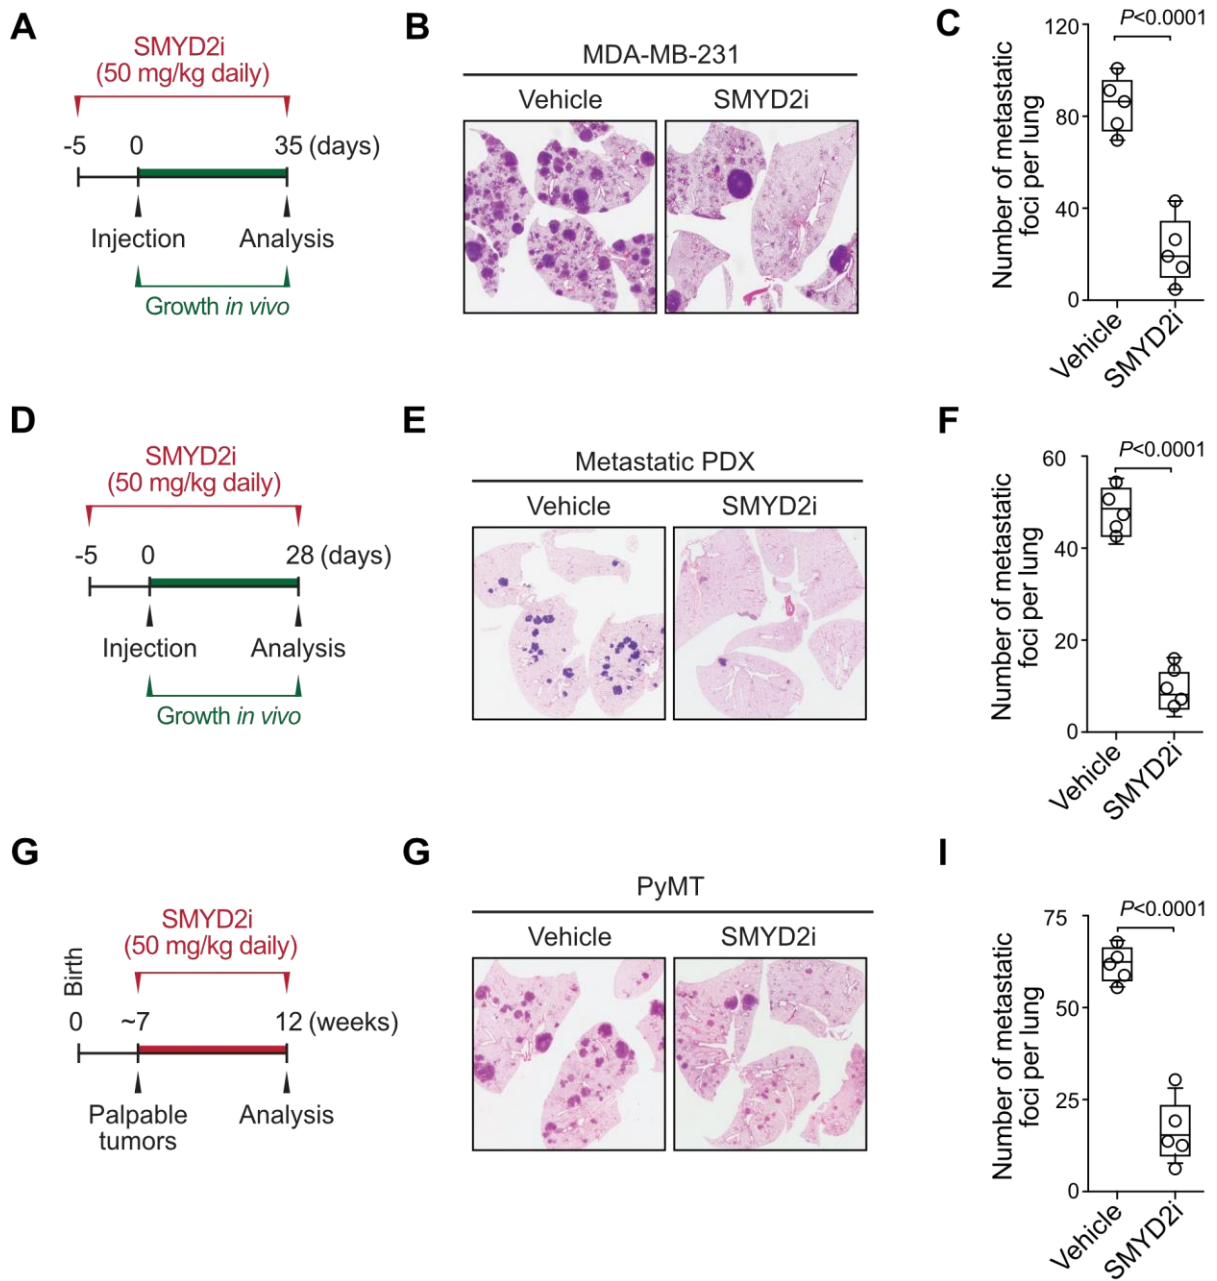 A
SMYD2i
(50 mg/kg daily)
-5 0 35 (days)
Injection Analysis
Growth in vivo
B
MDA-MB-231
Vehicle SMYD2i
C
P<0.0001
Number of metastatic
foci per lung
120
80
40
0
Vehicle
SMYD2i
D
SMYD2i
(50 mg/kg daily)
-5 0 28 (days)
Injection Analysis
Growth in vivo
E
Metastatic PDX
Vehicle SMYD2i
F
P<0.0001
Number of metastatic
foci per lung
60
40
20
0
Vehicle
SMYD2i
G
SMYD2i
(50 mg/kg daily)
Birth
0 ~7 12 (weeks)
Palpable
tumors
Analysis
G
PyMT
Vehicle SMYD2i
I
P<0.0001
Number of metastatic
foci per lung
75
50
25
0
Vehicle
SMYD2i